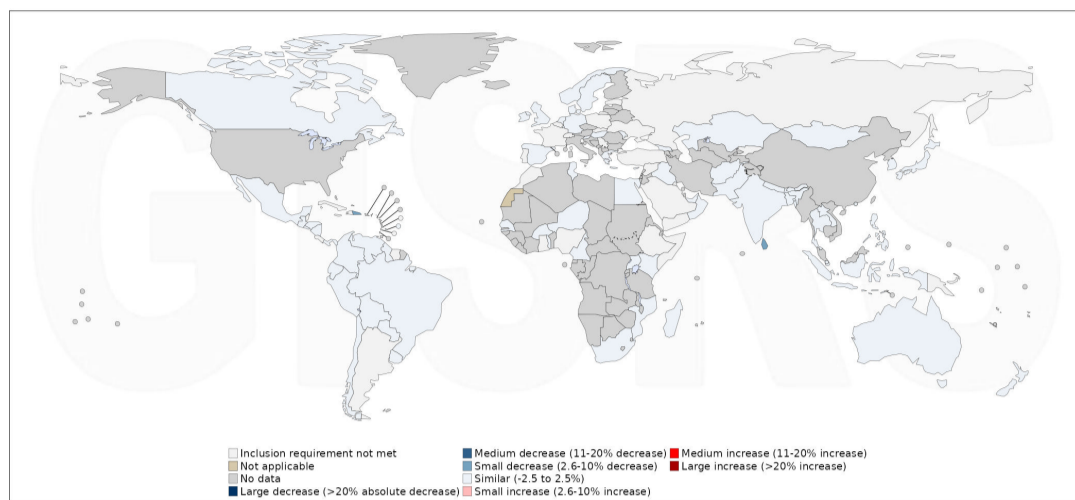 GISRS
Inclusion requirement not met
Not applicable
No data
Large decrease (>20% absolute decrease)
Medium decrease (11-20% decrease)
Small decrease (2.6-10% decrease)
Similar (-2.5 to 2.5%)
Small increase (2.6-10% increase)
Medium increase (11-20% increase)
Large increase (>20% increase)